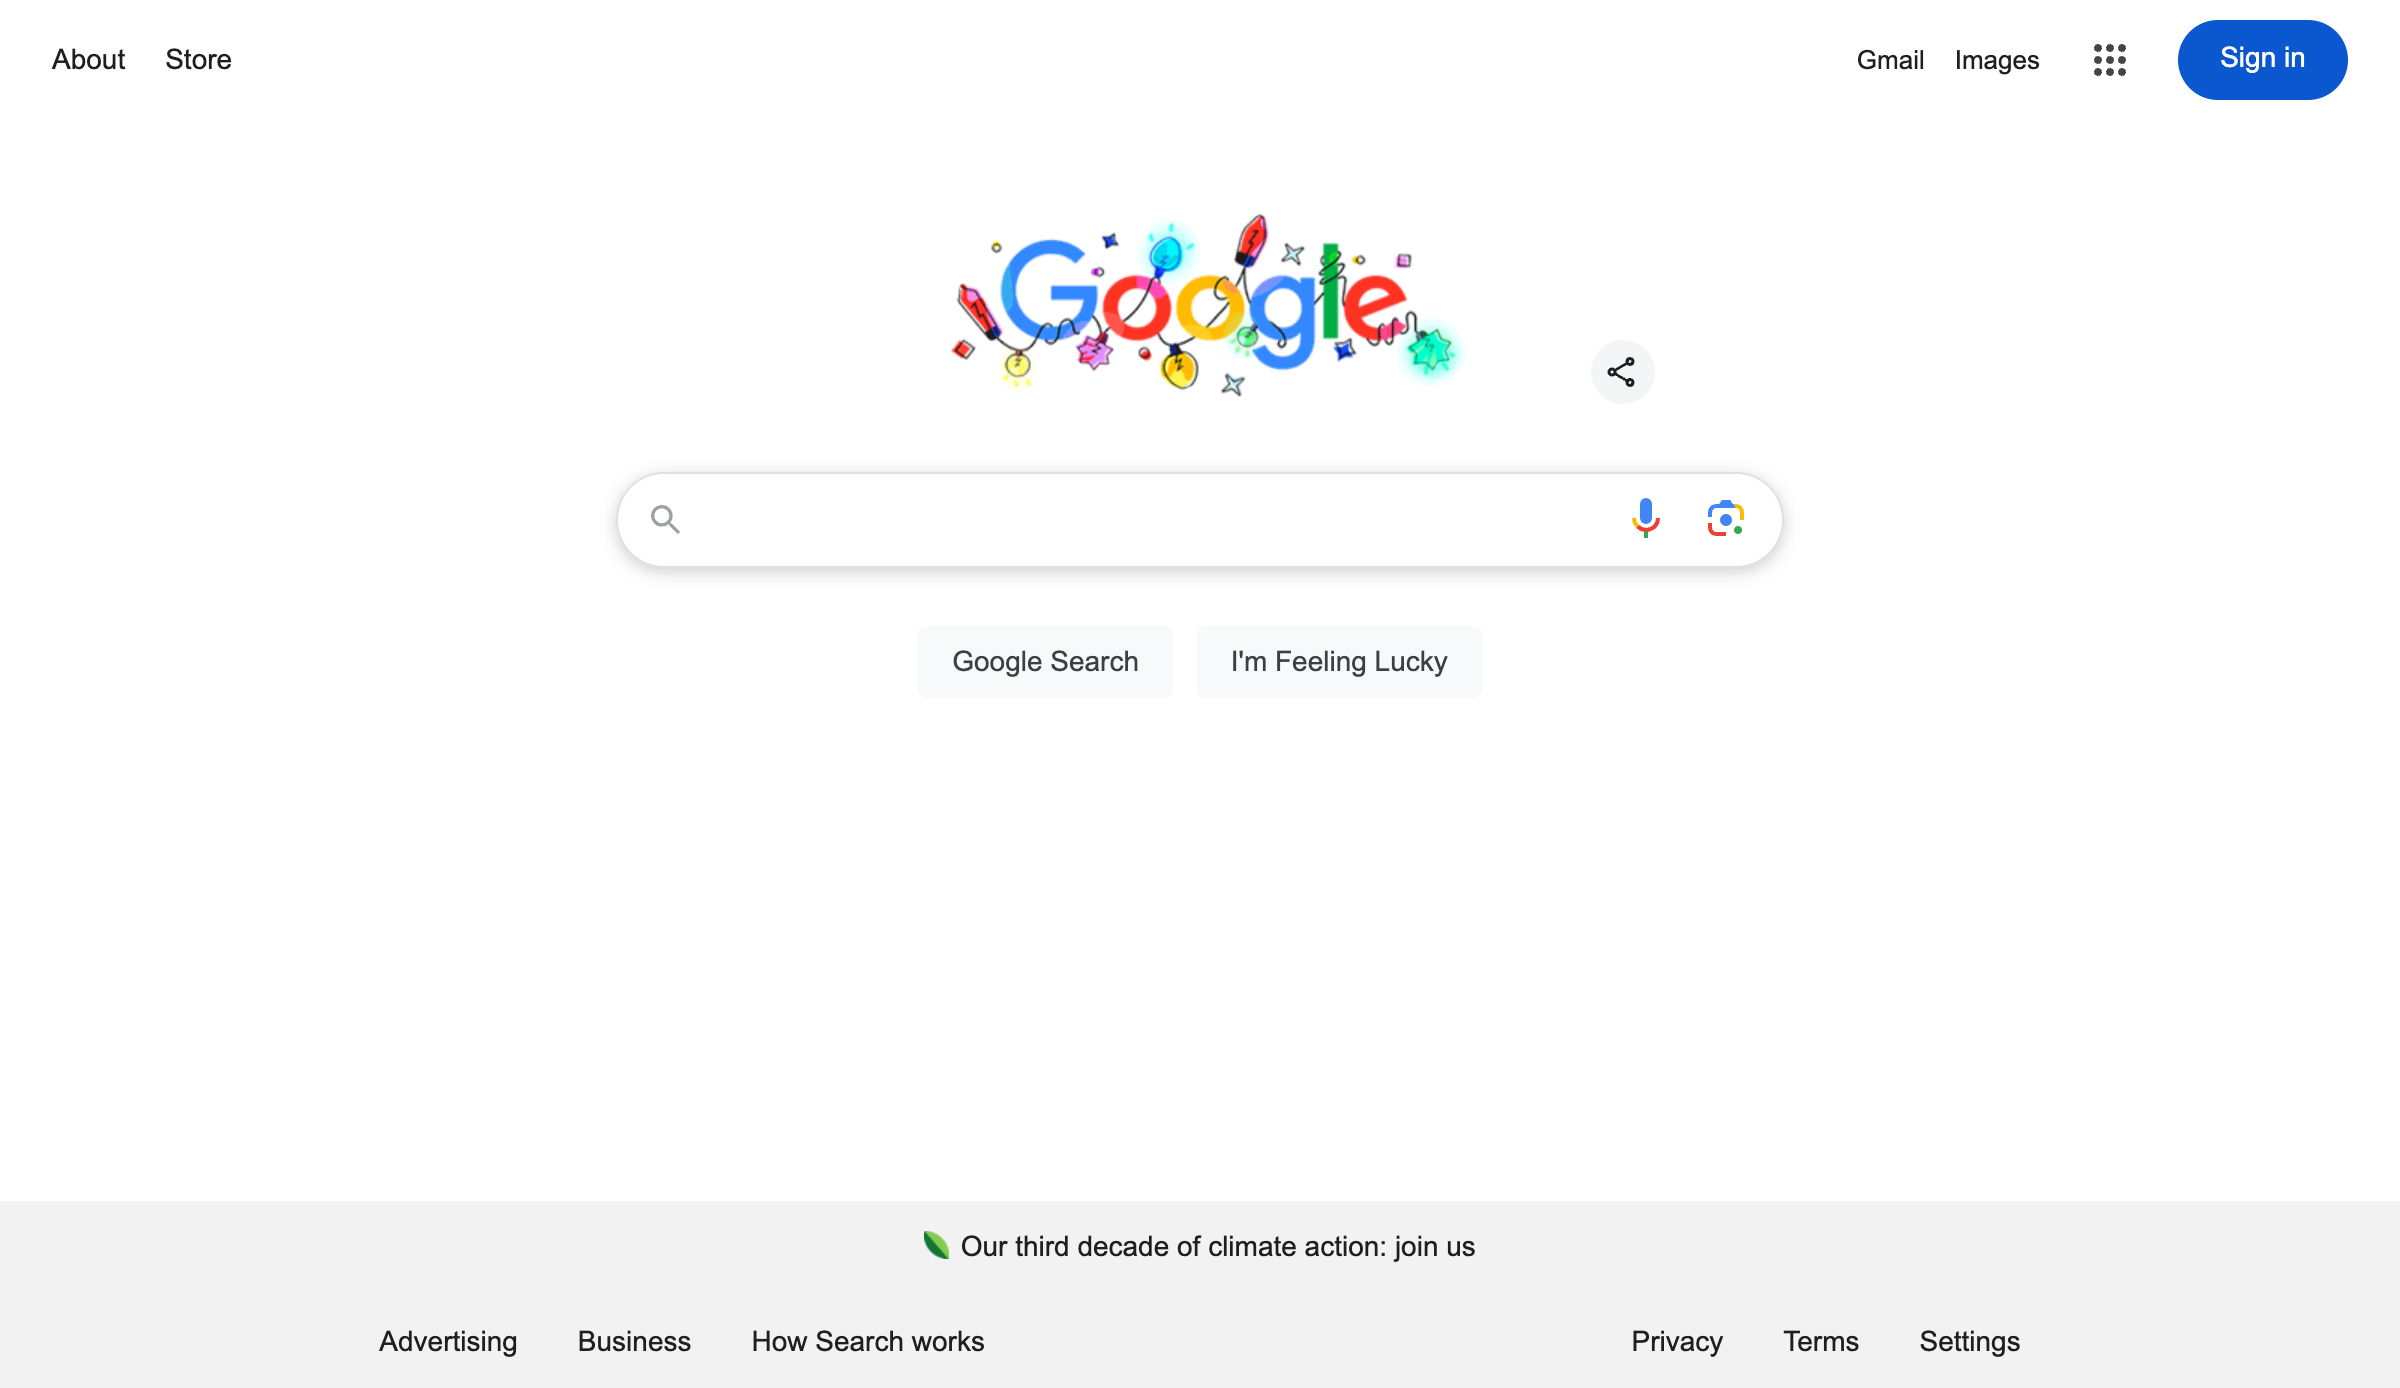 About Store Gmail Images Sign in
Google
Google Search I'm Feeling Lucky
Our third decade of climate action: join us
Advertising Business How Search works Privacy Terms Settings